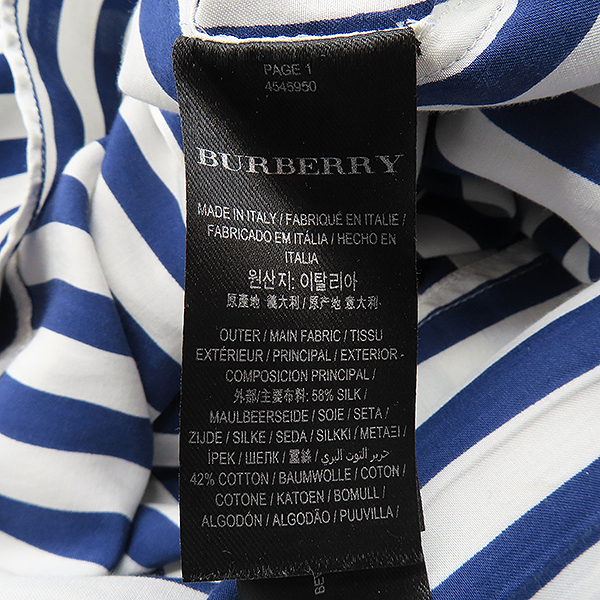 PAGE 1
4545950
BURBERRY
MADE IN ITALY / FABRIQUÉ EN ITALIE /
FABRICADO EM ITÁLIA / HECHO EN
ITALIA
원산지: 이탈리아
原產地 義大利 / 原产地 意大利
OUTER / MAIN FABRIC / TISSU
EXTÉRIEUR / PRINCIPAL / EXTERIOR -
COMPOSICION PRINCIPAL /
外部/主要布料: 58% SILK /
MAULBEERSEIDE / SOIE / SETA /
ZIJDE / SILKE / SEDA / SILKKI / ΜΕΤΑΞΙ /
İPEK / ШЕЛК / 蠶絲 / حرير التوت البري /
42% COTTON / BAUMWOLLE / COTON /
COTONE / KATOEN / BOMULL /
ALGODÓN / ALGODÃO / PUUVILLA /